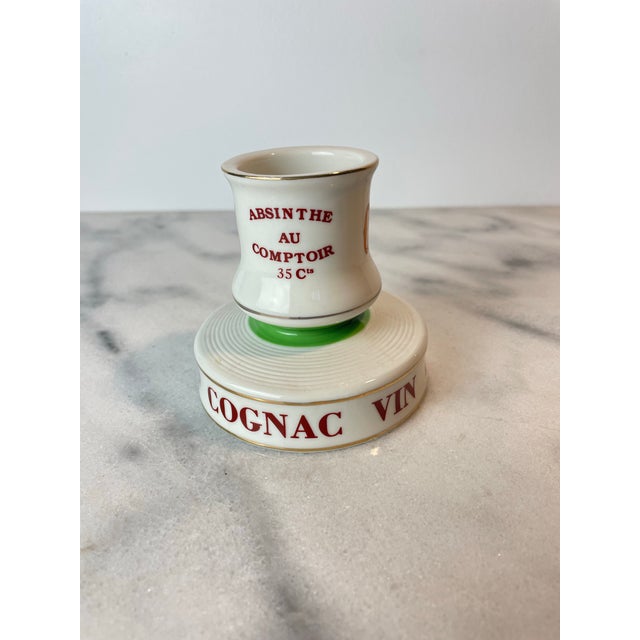 ABSINTHE
AU
COMPTOIR
35 Cts
COGNAC VIN